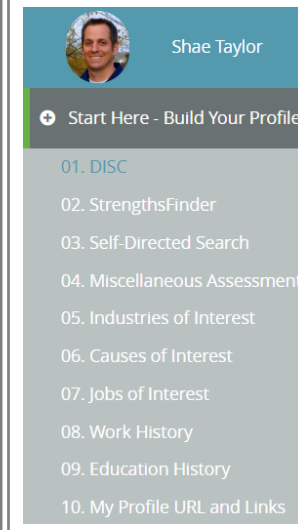 Shae Taylor
Start Here - Build Your Profile
01. DISC
02. StrengthsFinder
03. Self-Directed Search
04. Miscellaneous Assessment
05. Industries of Interest
06. Causes of Interest
07. Jobs of Interest
08. Work History
09. Education History
10. My Profile URL and Links